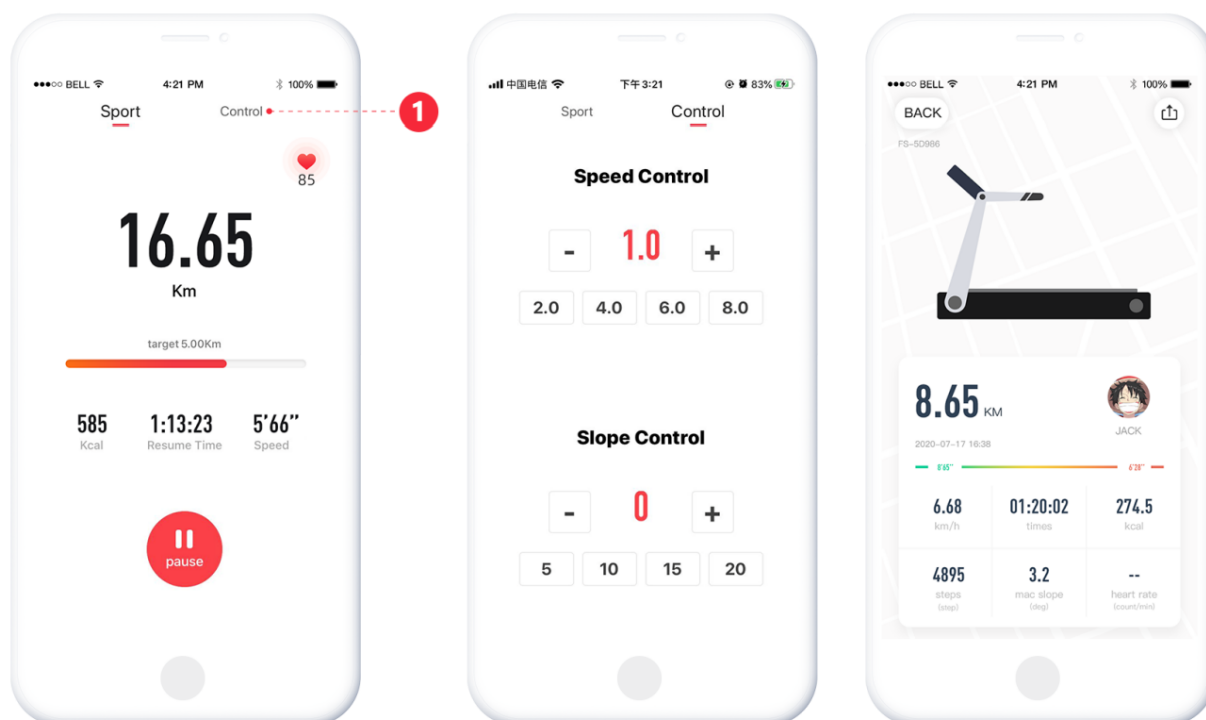 BELL 4:21 PM 100%
Sport Control
1
85
16.65
Km
target 5.00Km
585 1:13:23 5'66”
Kcal Resume Time Speed
pause
中国电信 下午3:21 83%
Sport Control
Speed Control
- 1.0 +
2.0 4.0 6.0 8.0
Slope Control
- 0 +
5 10 15 20
BELL 4:21 PM 100%
BACK
FS-5D986
8.65 KM
JACK
2020-07-17 16:38
8'65” 6'28”
6.68 01:20:02 274.5
km/h times kcal
4895 3.2 --
steps mac slope heart rate
(step) (deg) (count/min)